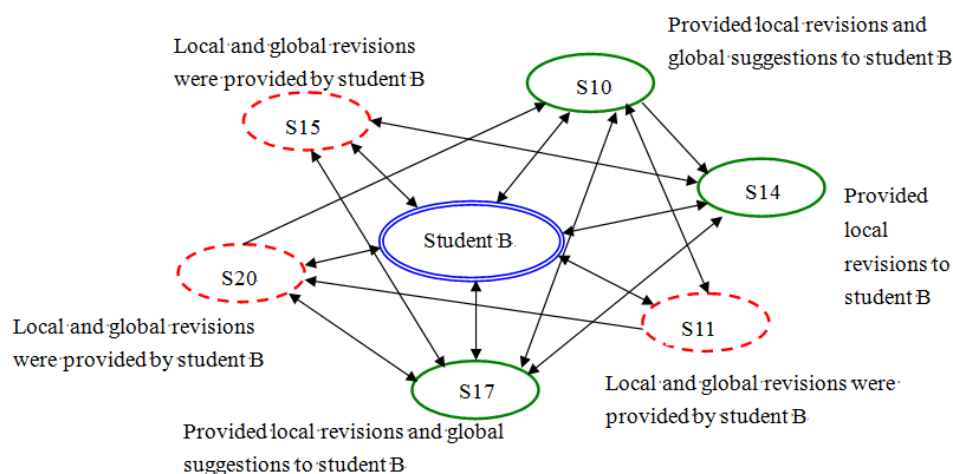 Provided local revisions and
global suggestions to student B
Local and global revisions
were provided by student B
S10
S15
S14
Provided
local
revisions to
student B
Student B
S20
S11
Local and global revisions
were provided by student B
S17
Local and global revisions were
provided by student B
Provided local revisions and global
suggestions to student B